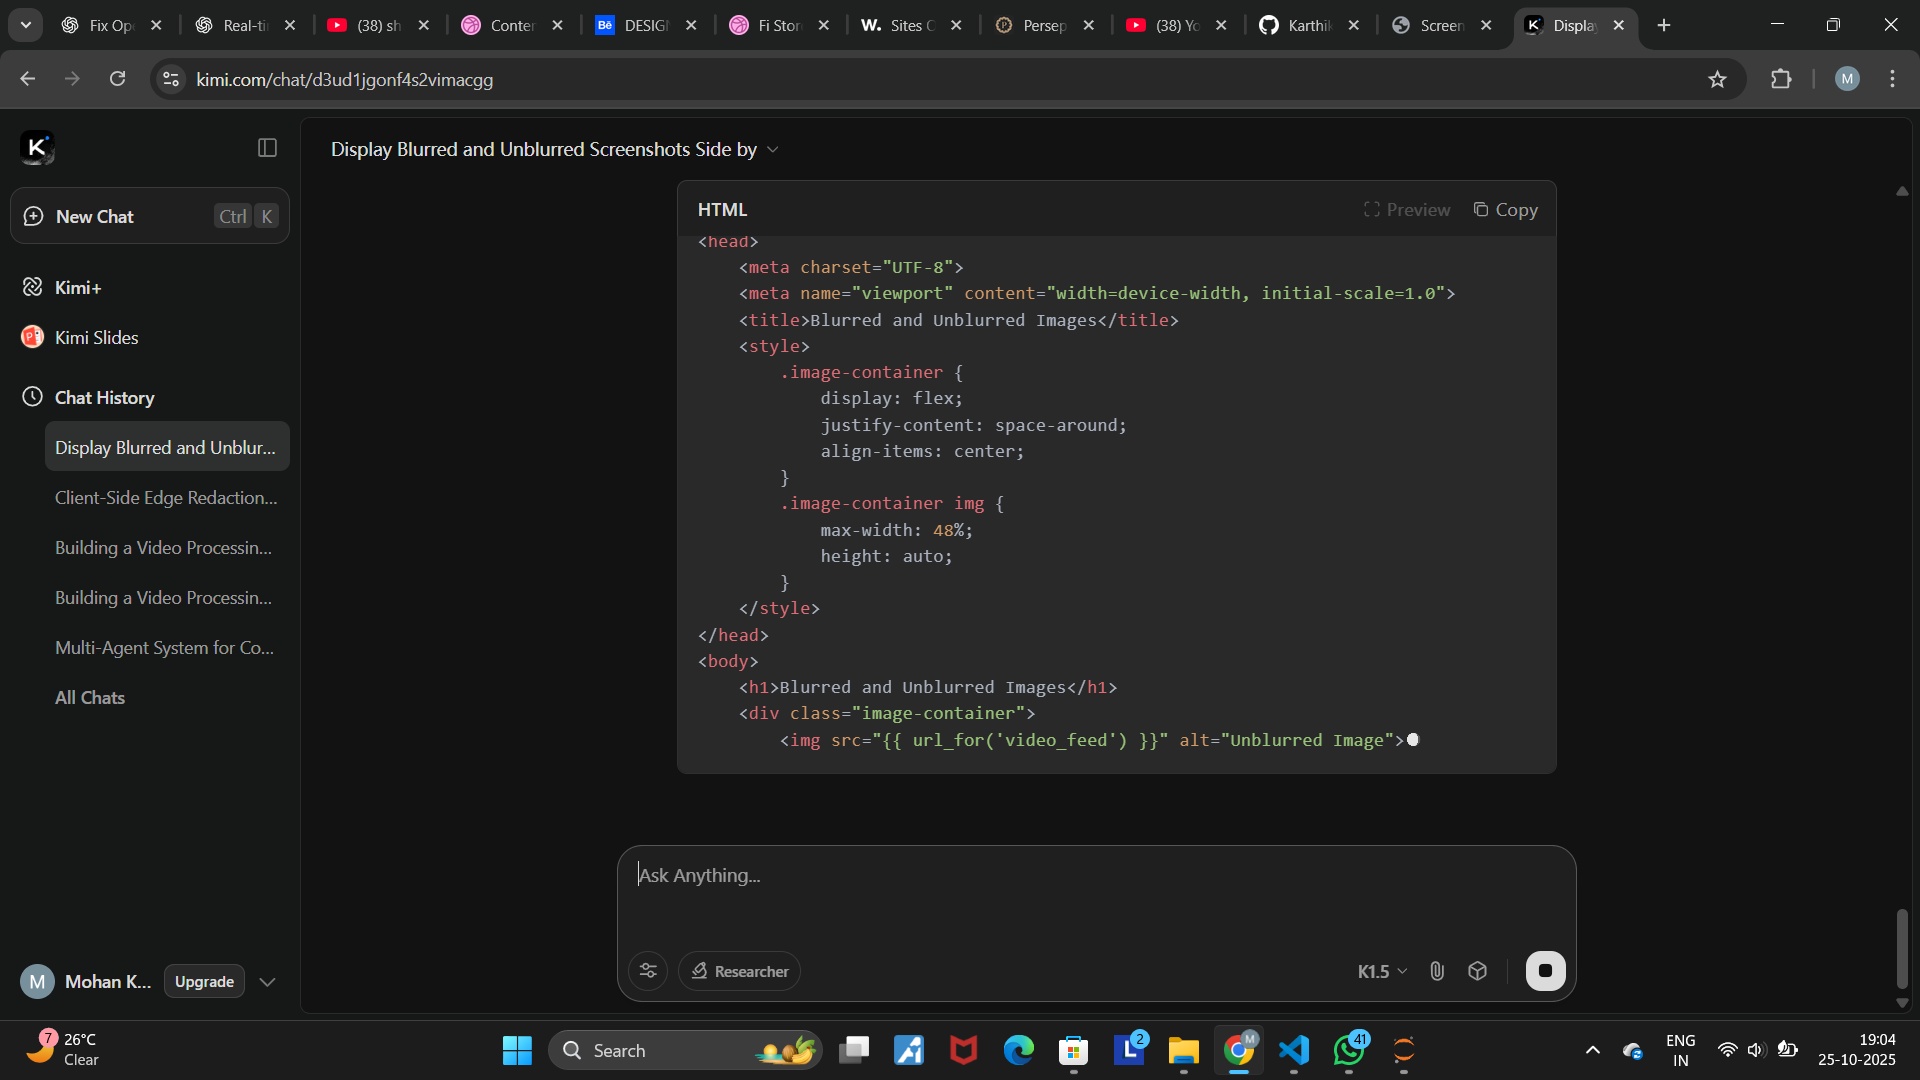 Fix Op
Real-ti
(38) sh
Conter
Bē
DESIGI
Fi Stor
W.
Sites C
Persep
(38) Yo
Karthik
Screen
K
Displa
kimi.com/chat/d3ud1jgonf4s2vimacgg
M
K
New Chat
Ctrl K
Kimi+
Kimi Slides
Chat History
Display Blurred and Unblur...
Client-Side Edge Redaction...
Building a Video Processin...
Building a Video Processin...
Multi-Agent System for Co...
All Chats
M
Mohan K...
Upgrade
Display Blurred and Unblurred Screenshots Side by
HTML
Preview
Copy
<head>
<meta charset="UTF-8">
<meta name="viewport" content="width=device-width, initial-scale=1.0">
<title>Blurred and Unblurred Images</title>
<style>
.image-container {
display: flex;
justify-content: space-around;
align-items: center;
}
.image-container img {
max-width: 48%;
height: auto;
}
</style>
</head>
<body>
<h1>Blurred and Unblurred Images</h1>
<div class="image-container">
<img src="{{ url_for('video_feed') }}" alt="Unblurred Image">
Ask Anything...
Researcher
K1.5
7
26°C
Clear
Search
L
2
M
41
ENG
IN
19:04
25-10-2025